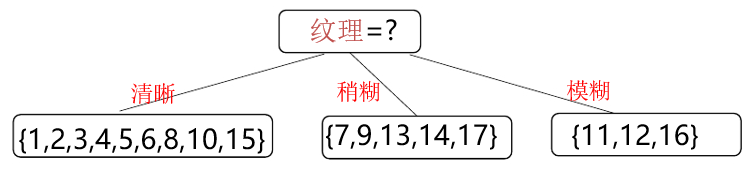 纹理=?
清晰
稍糊
模糊
{1,2,3,4,5,6,8,10,15}
{7,9,13,14,17}
{11,12,16}